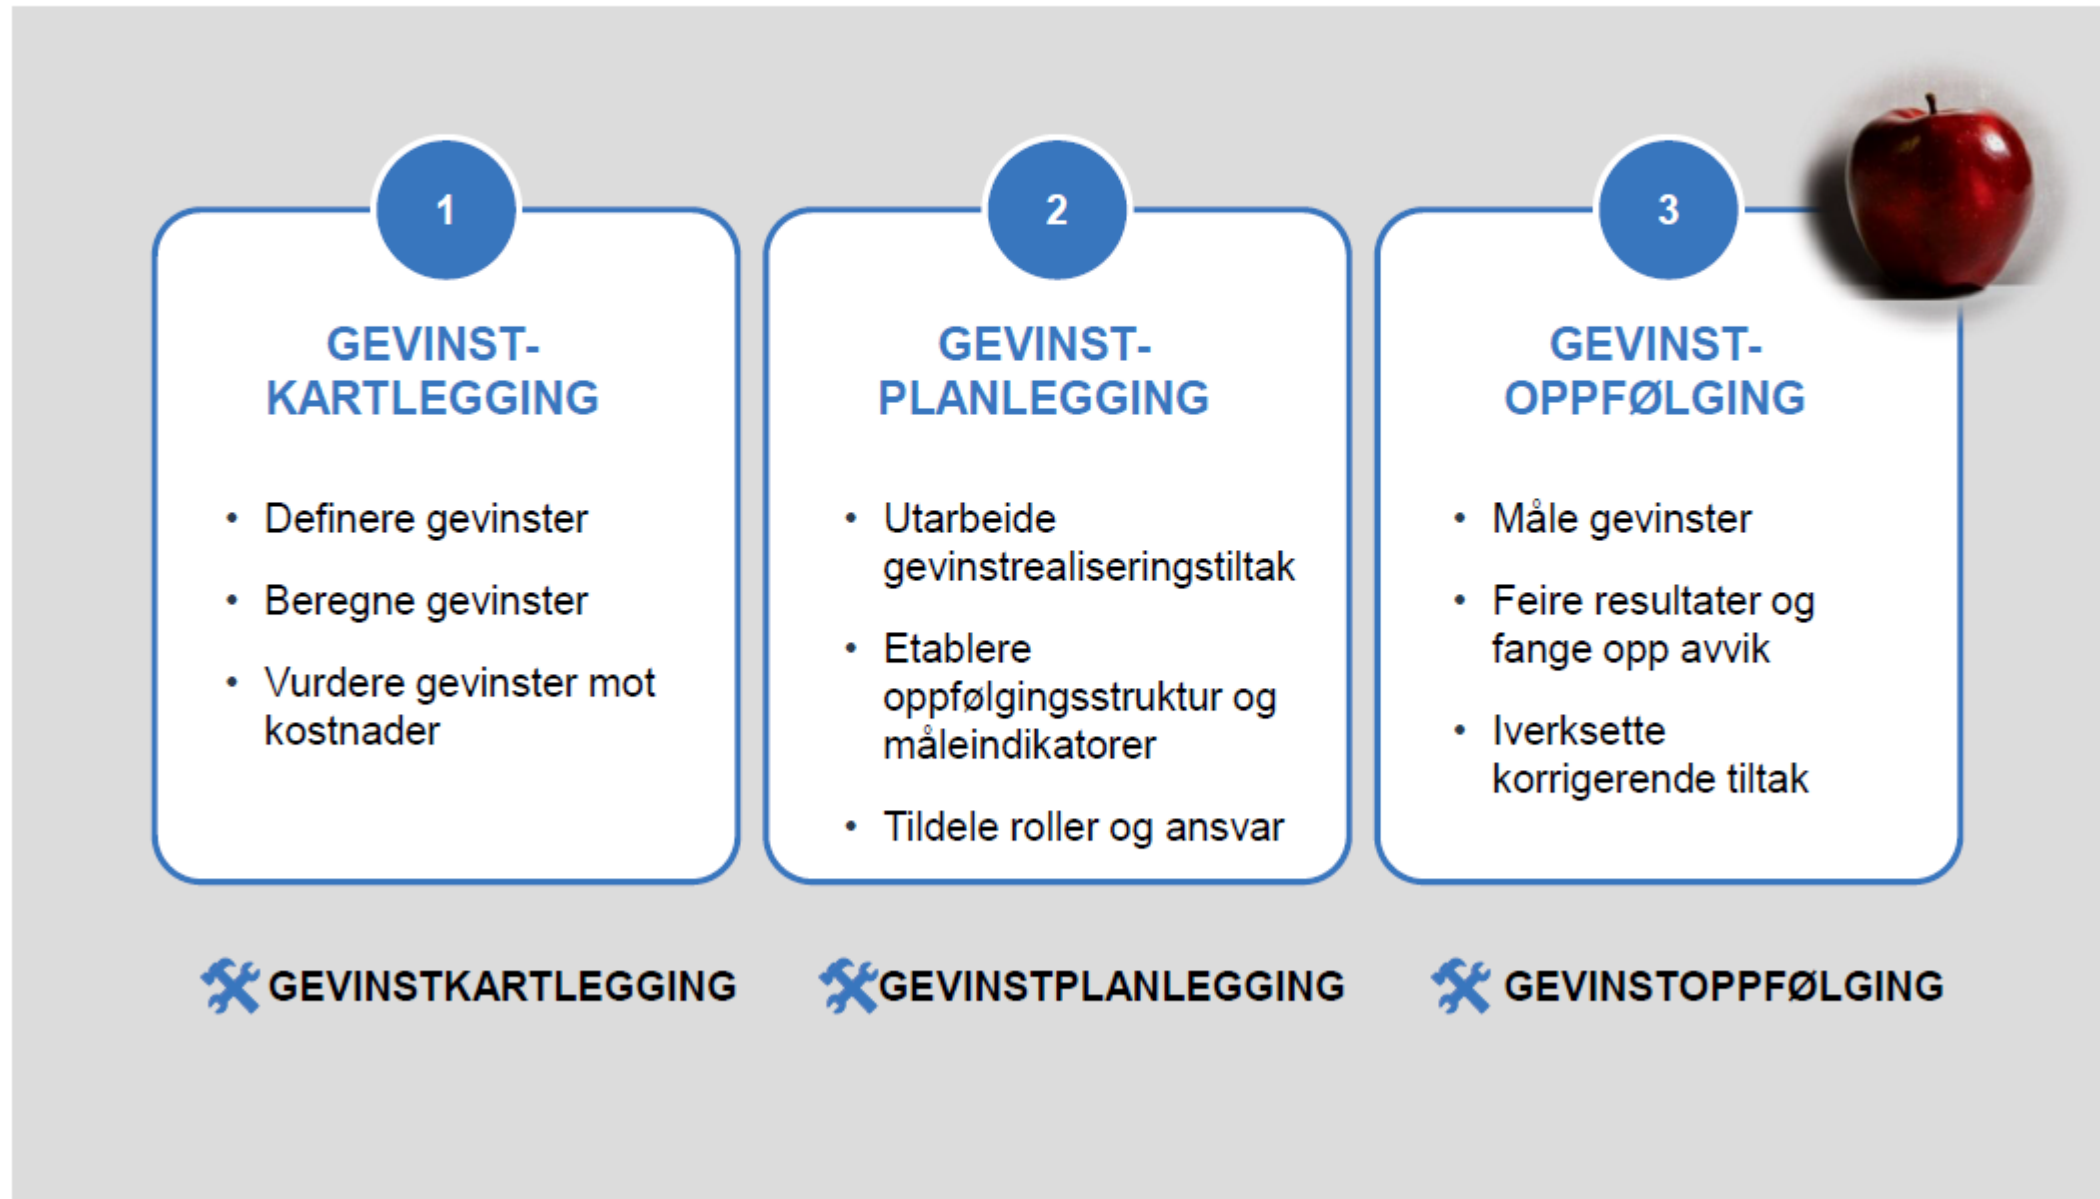 1
GEVINST-
KARTLEGGING
• Definere gevinster
• Beregne gevinster
• Vurdere gevinster mot
kostnader
GEVINSTKARTLEGGING
2
GEVINST-
PLANLEGGING
• Utarbeide
gevinstrealiseringstiltak
• Etablere
oppfølgingsstruktur og
måleindikatorer
• Tildele roller og ansvar
GEVINSTPLANLEGGING
3
GEVINST-
OPPFØLGING
• Måle gevinster
• Feire resultater og
fange opp avvik
• Iverksette
korrigerende tiltak
GEVINSTOPPFØLGING